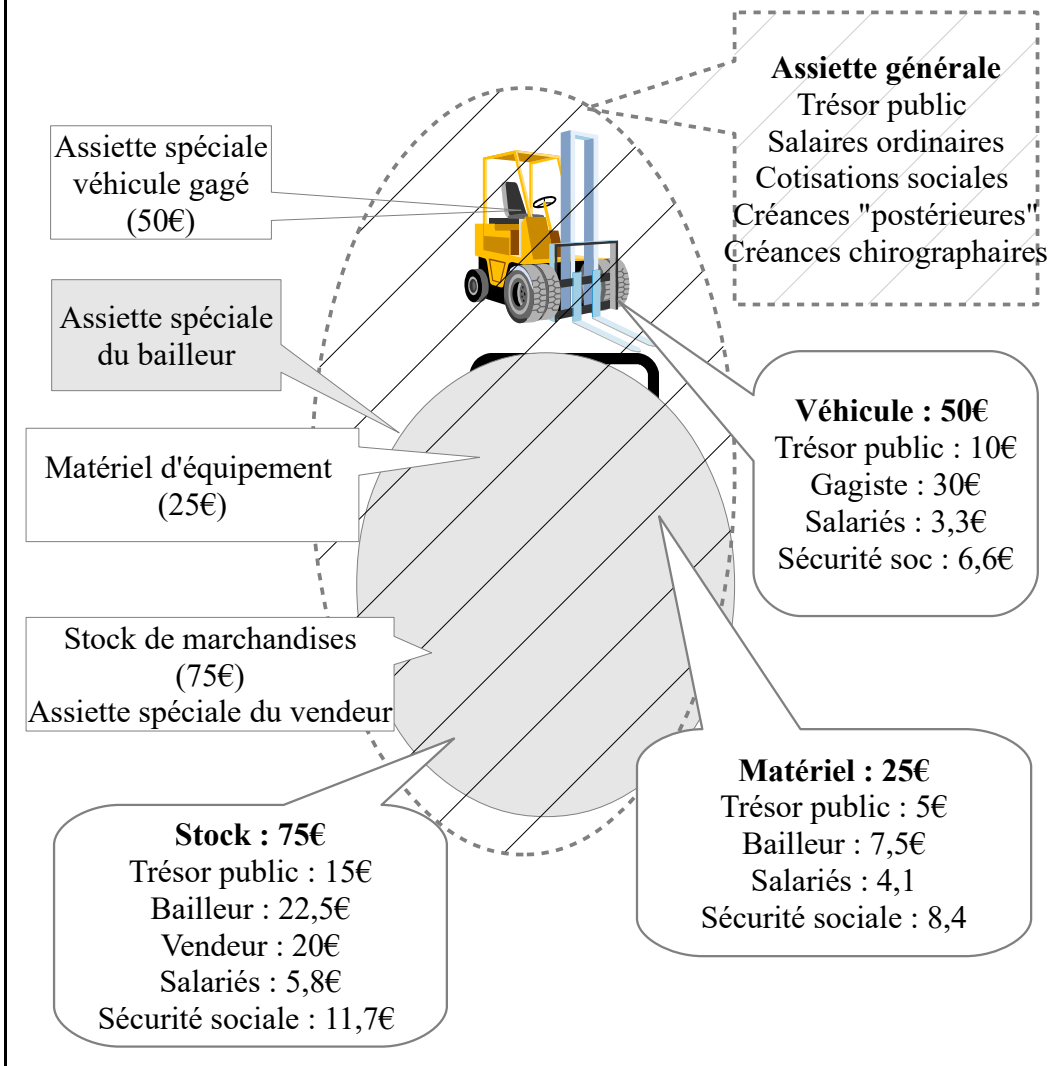 Assiette générale
Trésor public
Salaires ordinaires
Cotisations sociales
Créances "postérieures"
Créances chirographaires
Assiette spéciale
véhicule gagé
(50€)
Assiette spéciale
du bailleur
Matériel d'équipement
(25€)
Véhicule : 50€
Trésor public : 10€
Gagiste : 30€
Salariés : 3,3€
Sécurité soc : 6,6€
Stock de marchandises
(75€)
Assiette spéciale du vendeur
Matériel : 25€
Trésor public : 5€
Bailleur : 7,5€
Salariés : 4,1
Sécurité sociale : 8,4
Stock : 75€
Trésor public : 15€
Bailleur : 22,5€
Vendeur : 20€
Salariés : 5,8€
Sécurité sociale : 11,7€